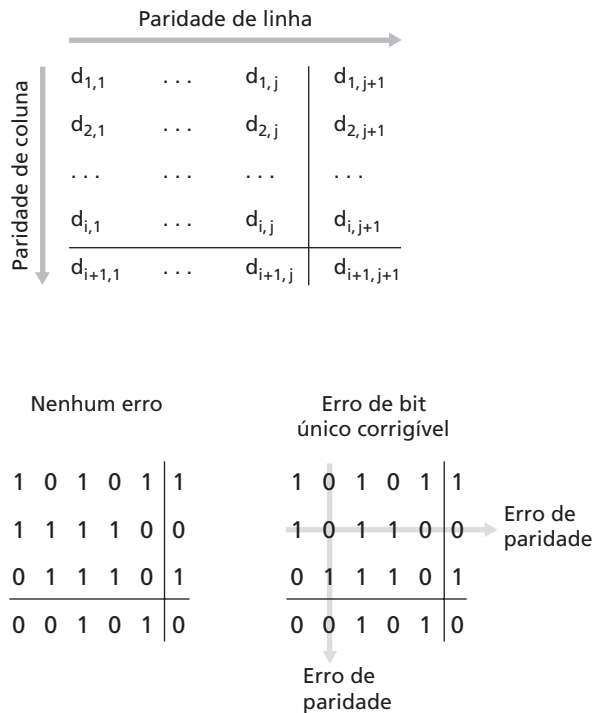 Paridade de linha
Paridade de coluna
d1,1 . . . d1,j d1,j+1
d2,1 . . . d2,j d2,j+1
. . . . . . . . . . . .
di,1 . . . di,j di,j+1
di+1,1 . . . di+1,j di+1,j+1
Nenhum erro
1 0 1 0 1 1
1 1 1 1 0 0
0 1 1 1 0 1
0 0 1 0 1 0
Erro de bit
único corrigível
1 0 1 0 1 1
1 0 1 1 0 0
0 1 1 1 0 1
0 0 1 0 1 0
Erro de
paridade
Erro de
paridade